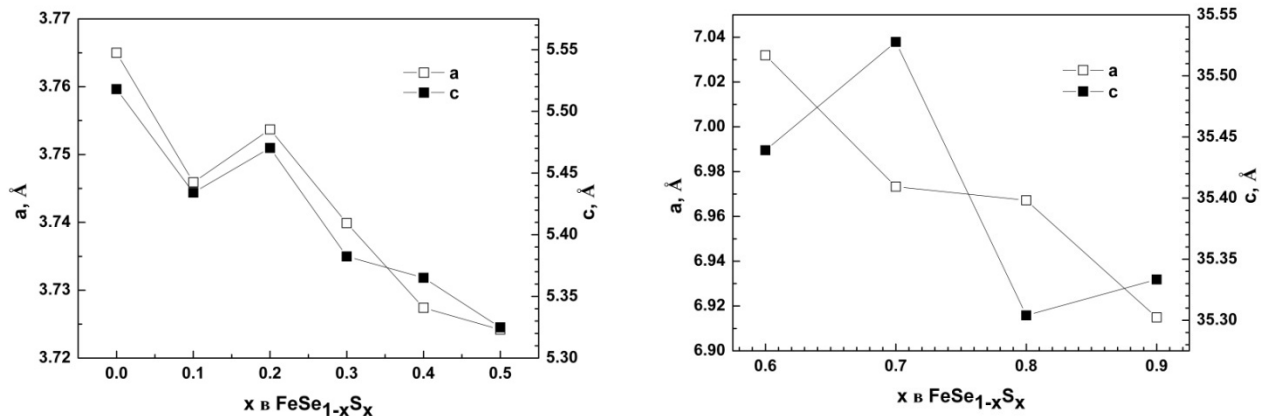 3.77
3.76
3.75
3.74
3.73
3.72
a, Å
5.55
5.50
5.45
5.40
5.35
5.30
c, Å
a
c
0.0 0.1 0.2 0.3 0.4 0.5
x в FeSe1-xSx
7.04
7.02
7.00
6.98
6.96
6.94
6.92
6.90
a, Å
35.55
35.50
35.45
35.40
35.35
35.30
c, Å
a
c
0.6 0.7 0.8 0.9
x в FeSe1-xSx